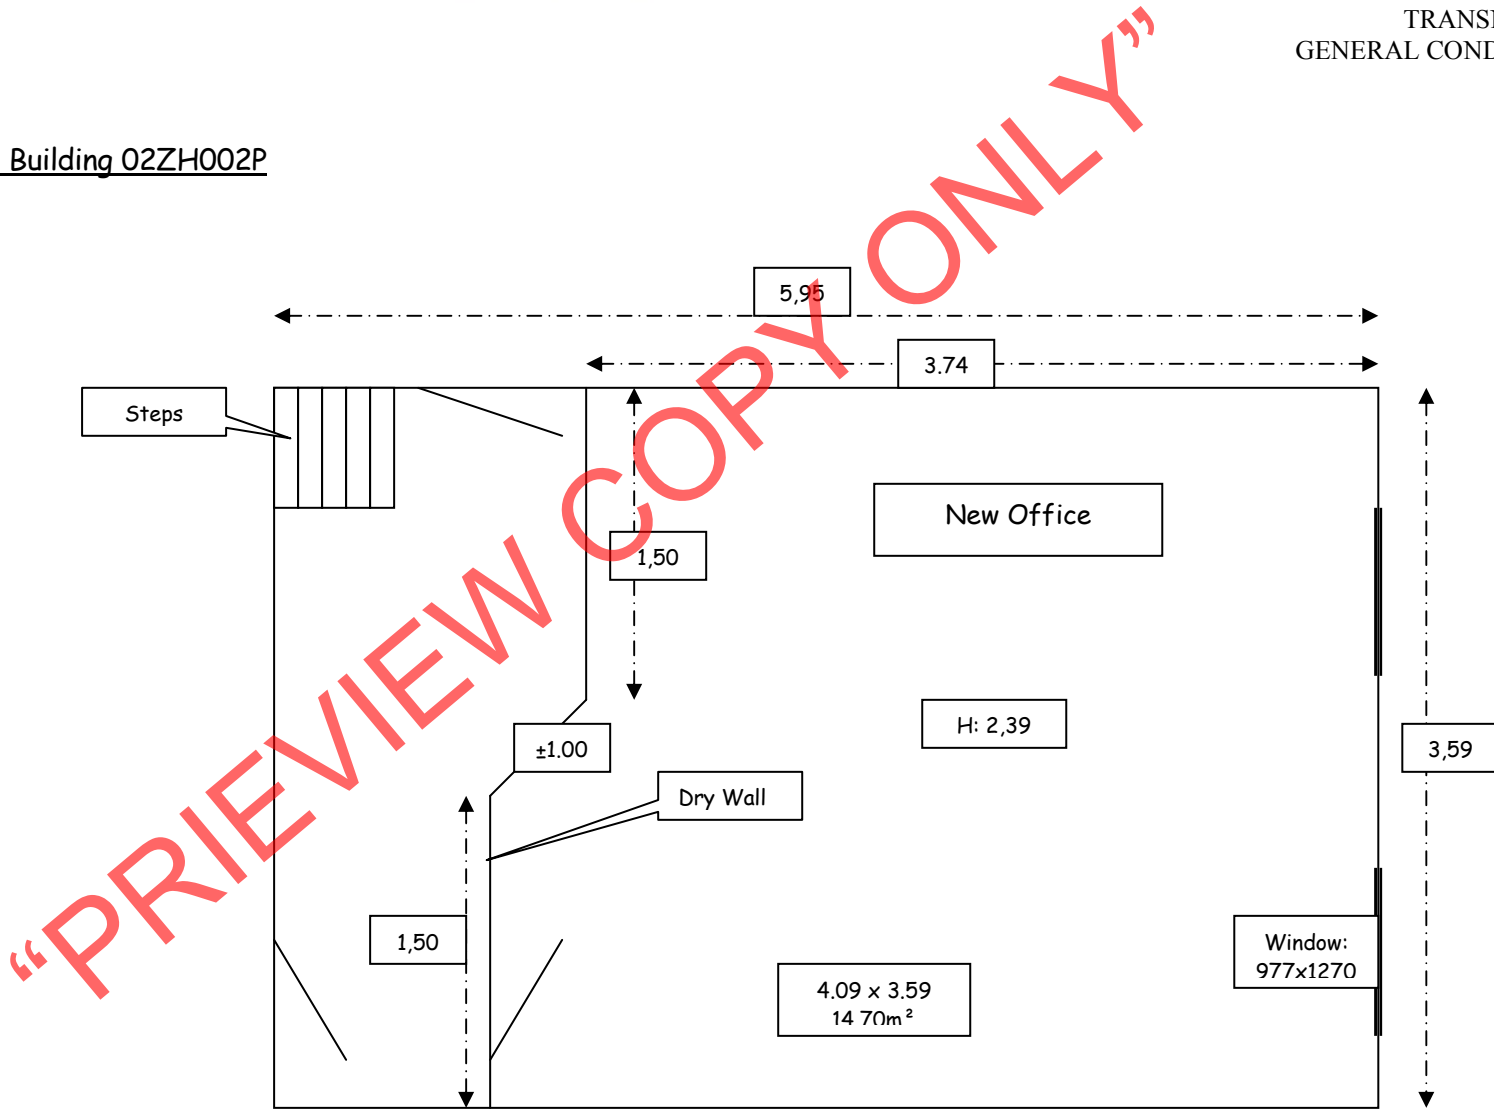 TRANSI
GENERAL COND
Building 02ZH002P
5,95
3.74
Steps
New Office
1,50
H: 2,39
±1.00
3,59
Dry Wall
1,50
Window:
977x1270
4.09 x 3.59
14 70m²
“PRIEVIEW COPY ONLY”